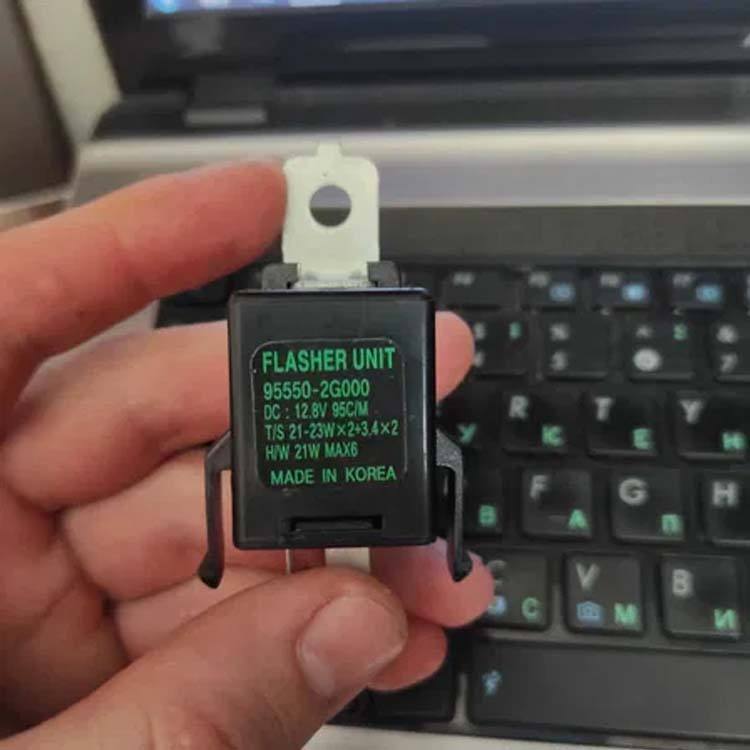 FLASHER UNIT
95550-2G000
DC : 12.8V 95C/M
T/S 21-23W×2+3,4×2
H/W 21W MAX6
MADE IN KOREA
R T Y
У К Е
F G H
В А П
C V B
С М И